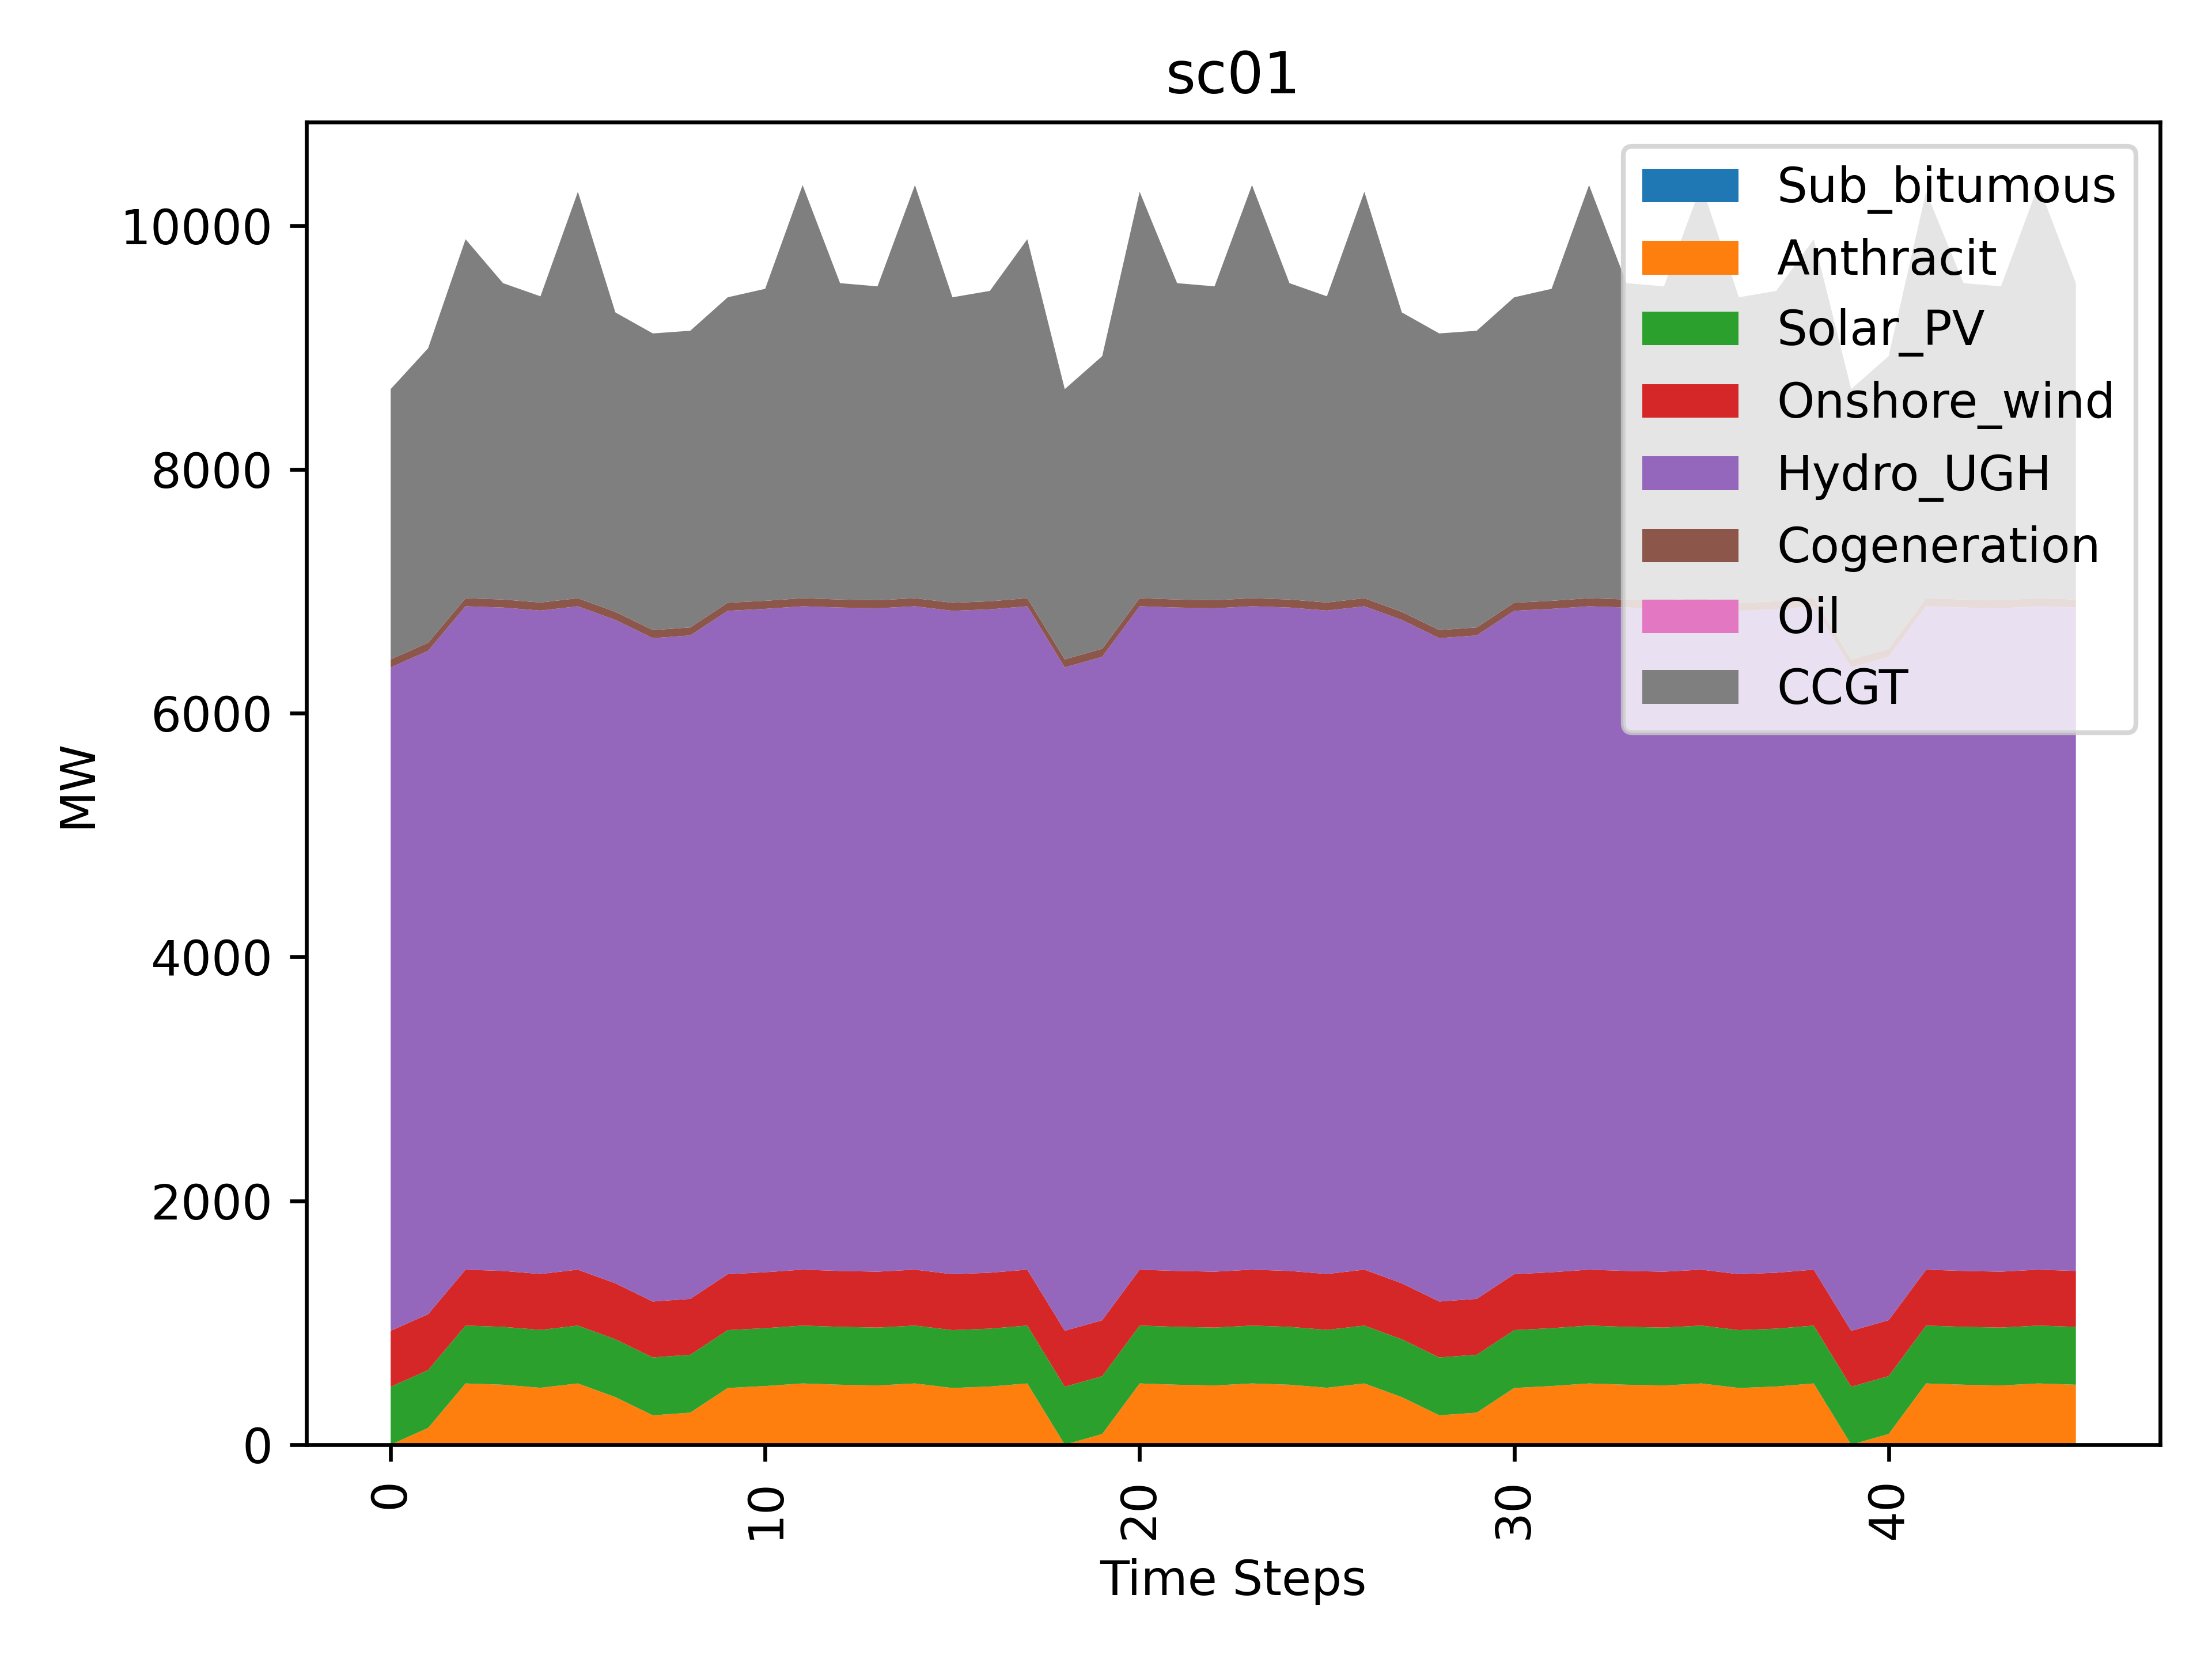 sc01
10000
8000
6000
4000
2000
0
MW
Sub_bitumous
Anthracit
Solar_PV
Onshore_wind
Hydro_UGH
Cogeneration
Oil
CCGT
0
10
20
30
40
Time Steps